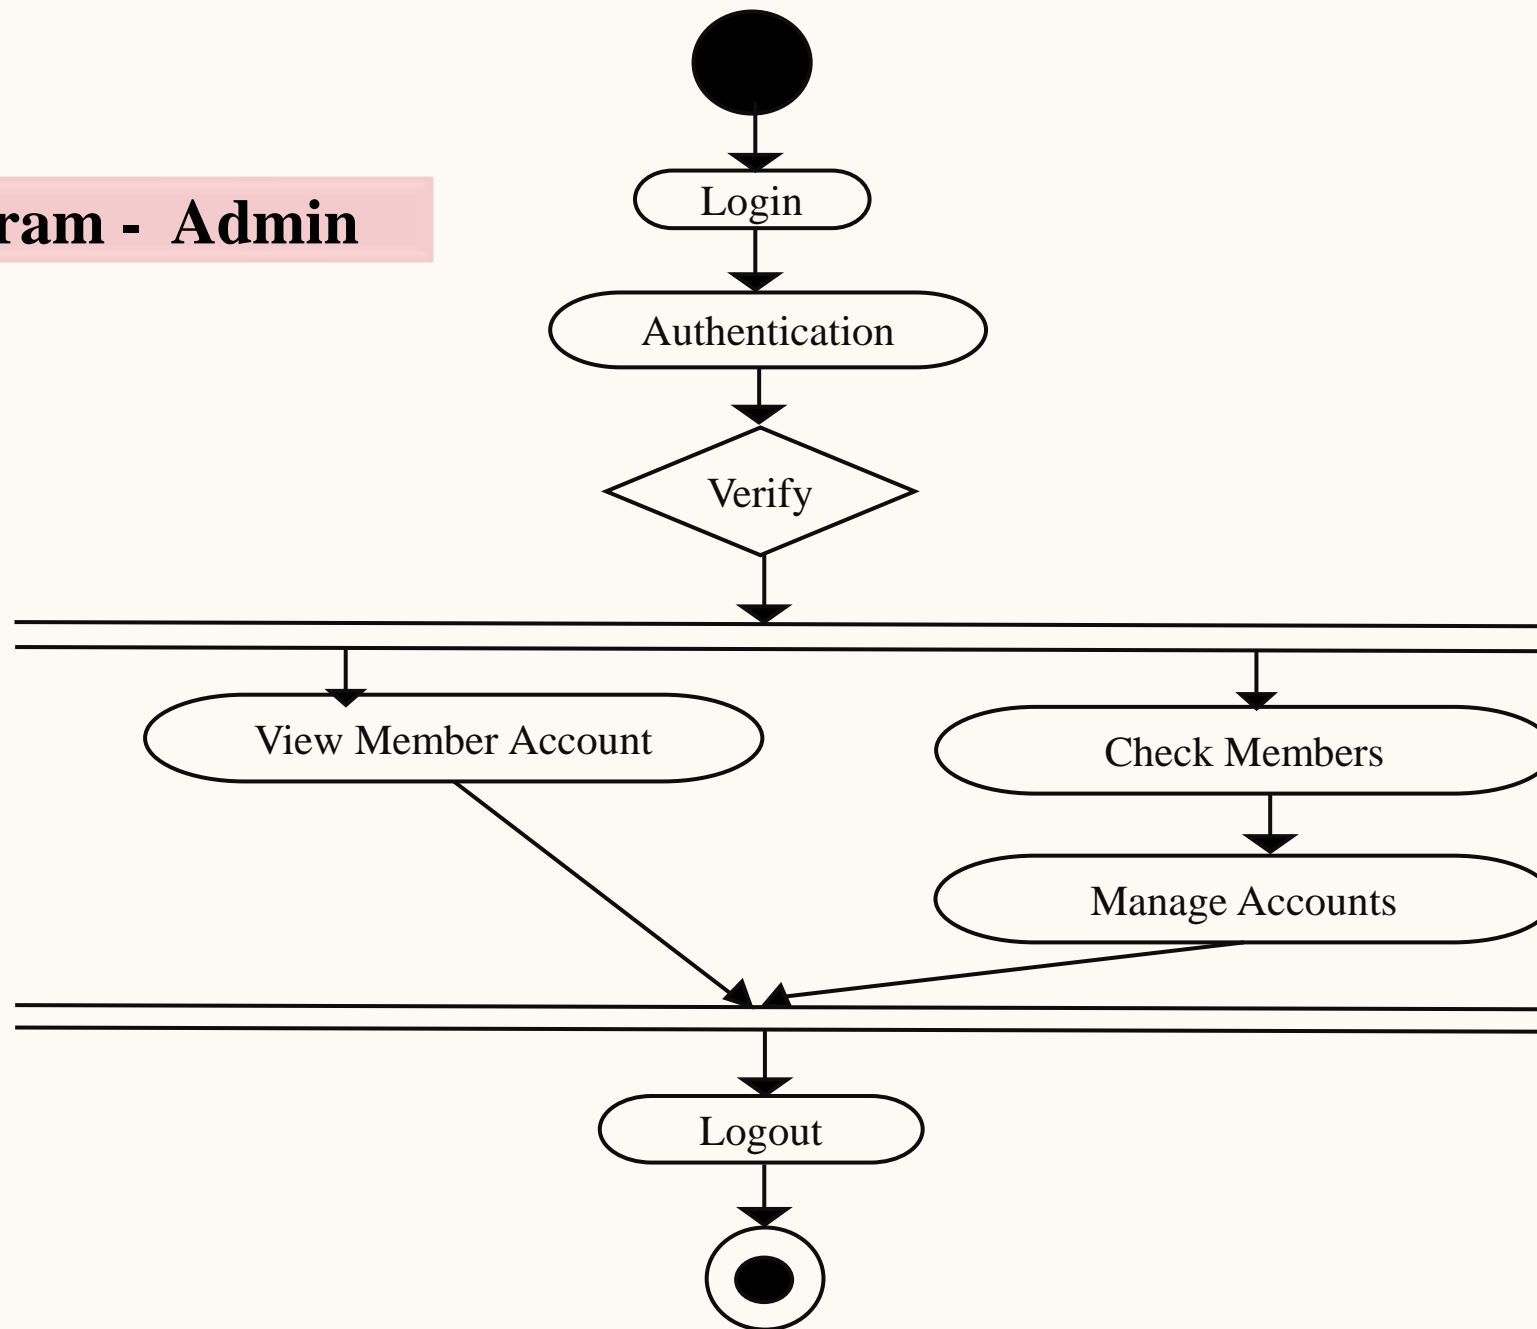 ram - Admin
Login
Authentication
Verify
View Member Account
Check Members
Manage Accounts
Logout